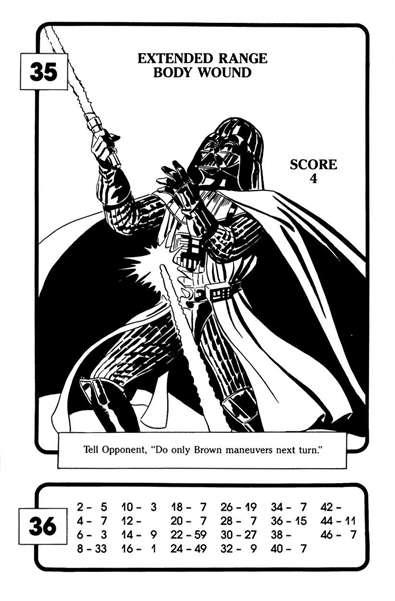 35
EXTENDED RANGE
BODY WOUND
SCORE
4
Tell Opponent, "Do only Brown maneuvers next turn."
36
2 - 5 10 - 3 18 - 7 26 - 19 34 - 7 42 -
4 - 7 12 - 20 - 7 28 - 7 36 - 15 44 - 11
6 - 3 14 - 9 22 - 59 30 - 27 38 - 46 - 7
8 - 33 16 - 1 24 - 49 32 - 9 40 - 7